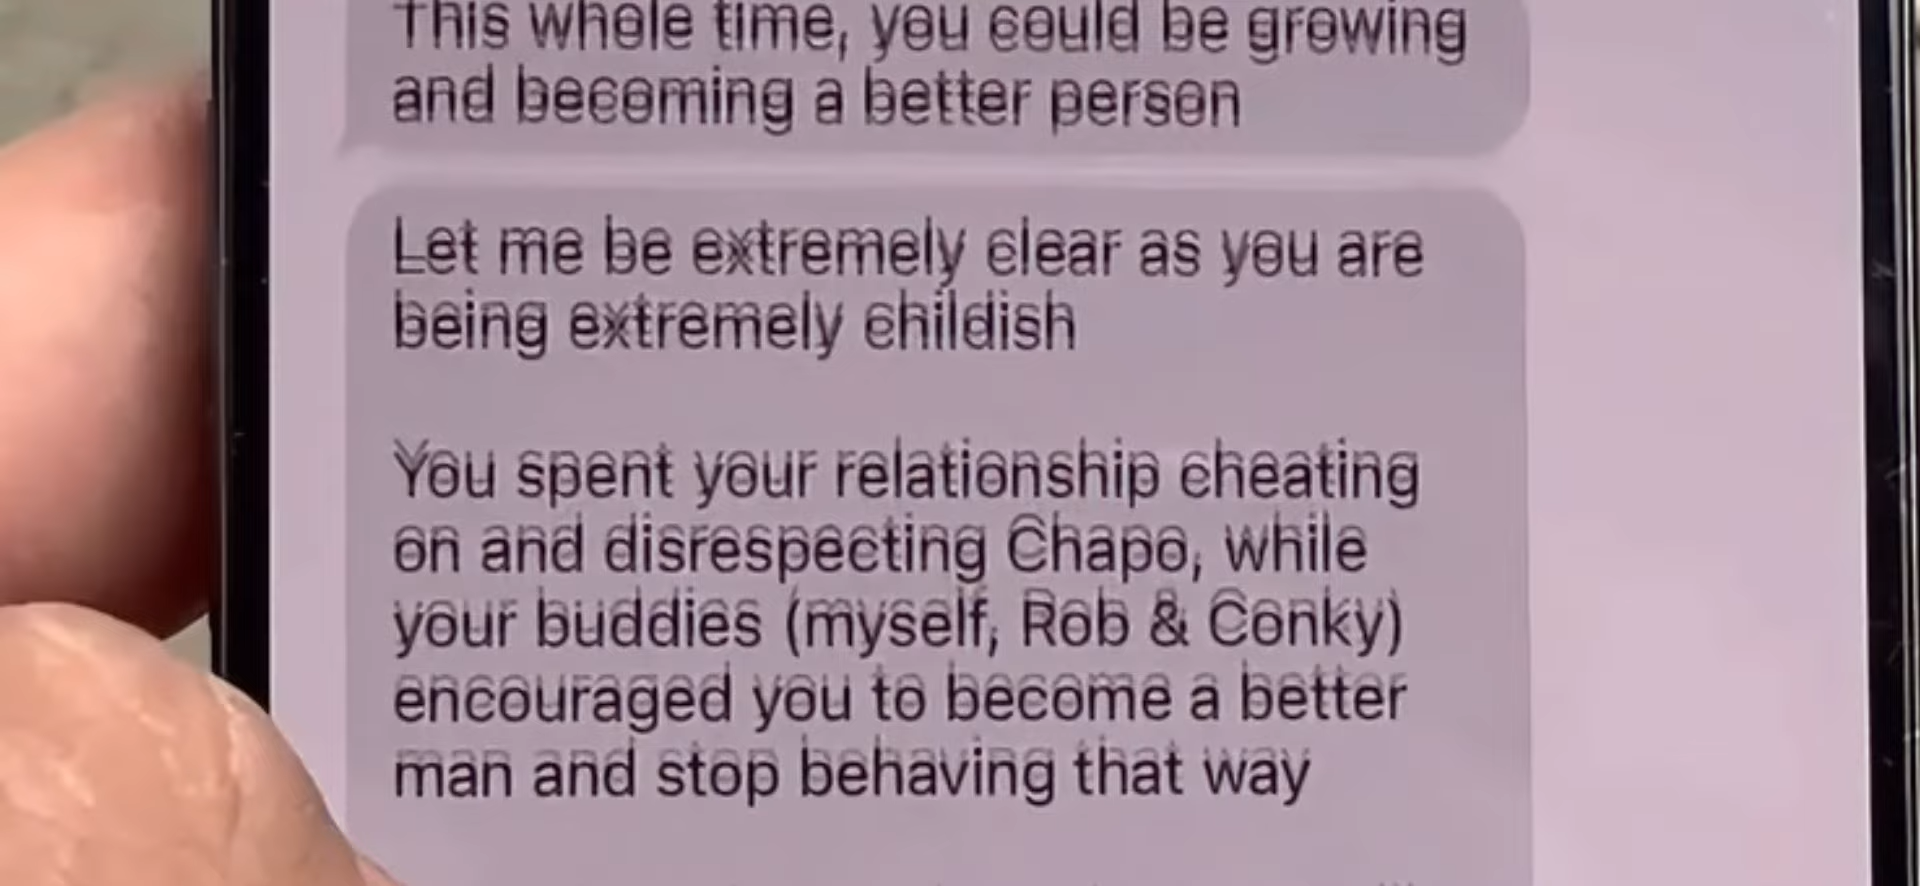 This whole time, you could be growing
and becoming a better person
Let me be extremely clear as you are
being extremely childish
You spent your relationship cheating
on and disrespecting Chapo, while
your buddies (myself, Rob & Conky)
encouraged you to become a better
man and stop behaving that way